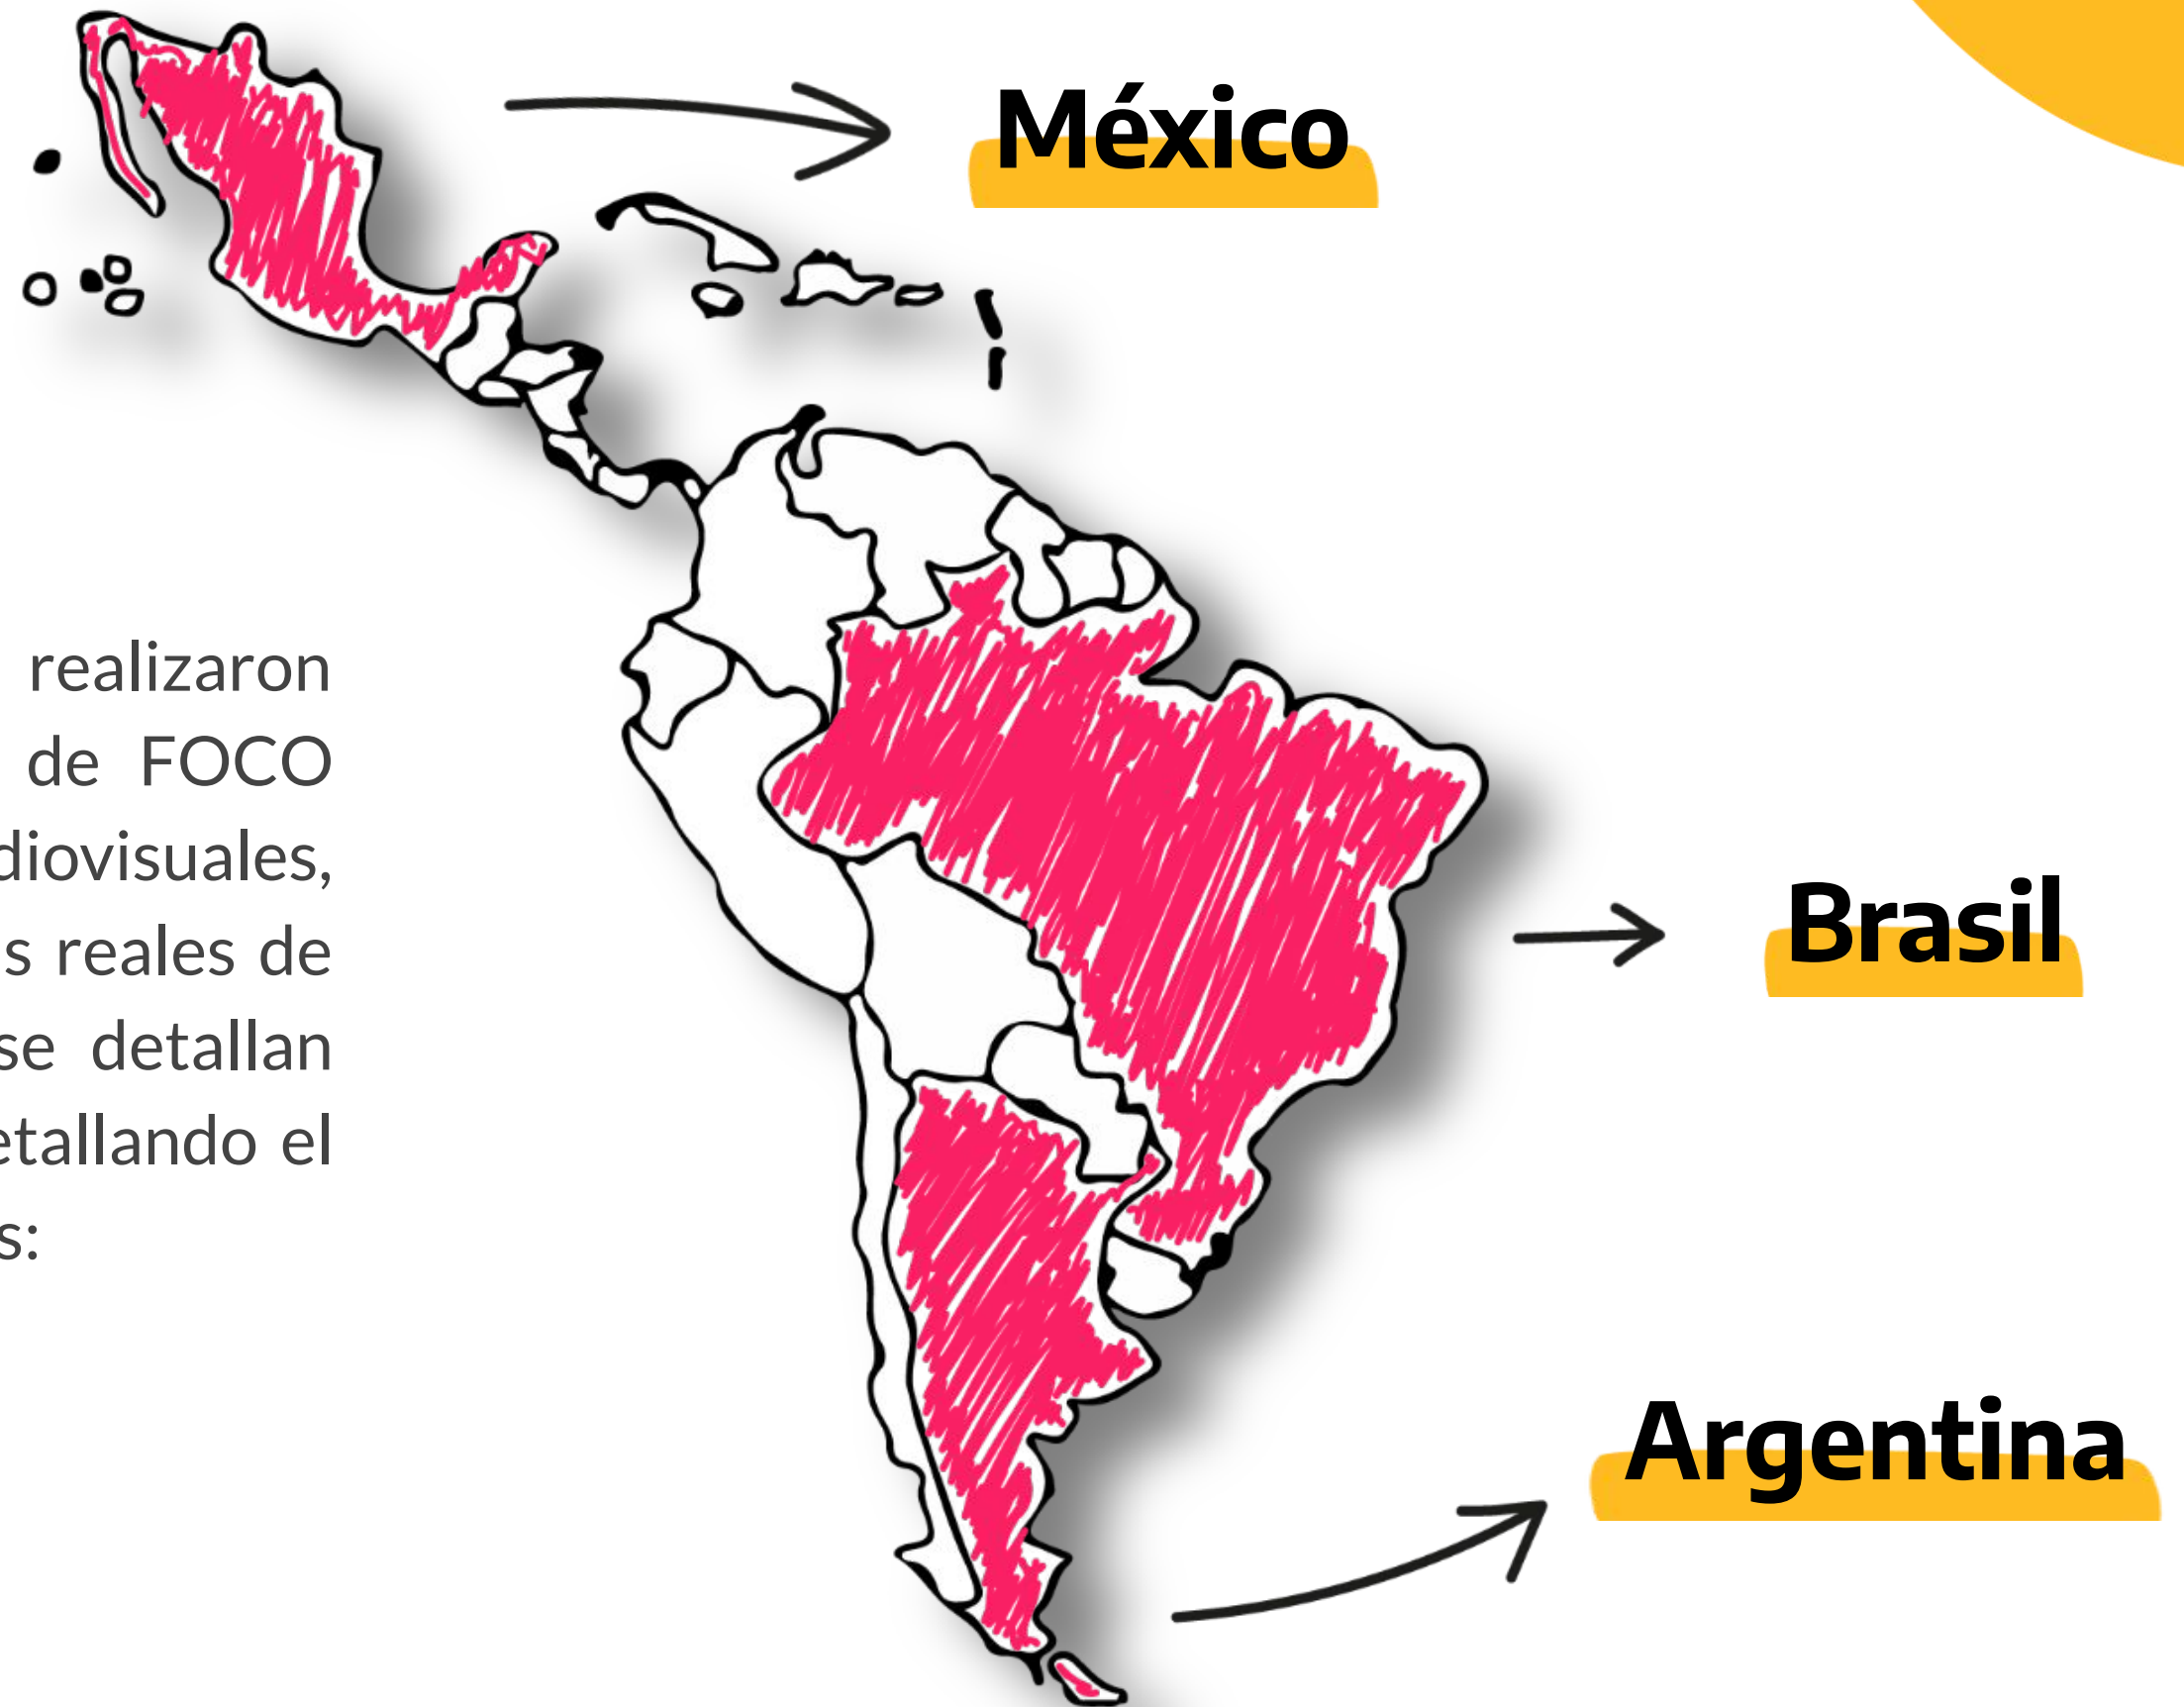 México
realizaron
de FOCO
diovisuales,
s reales de
se detallan
etallando el
s:
Brasil
Argentina